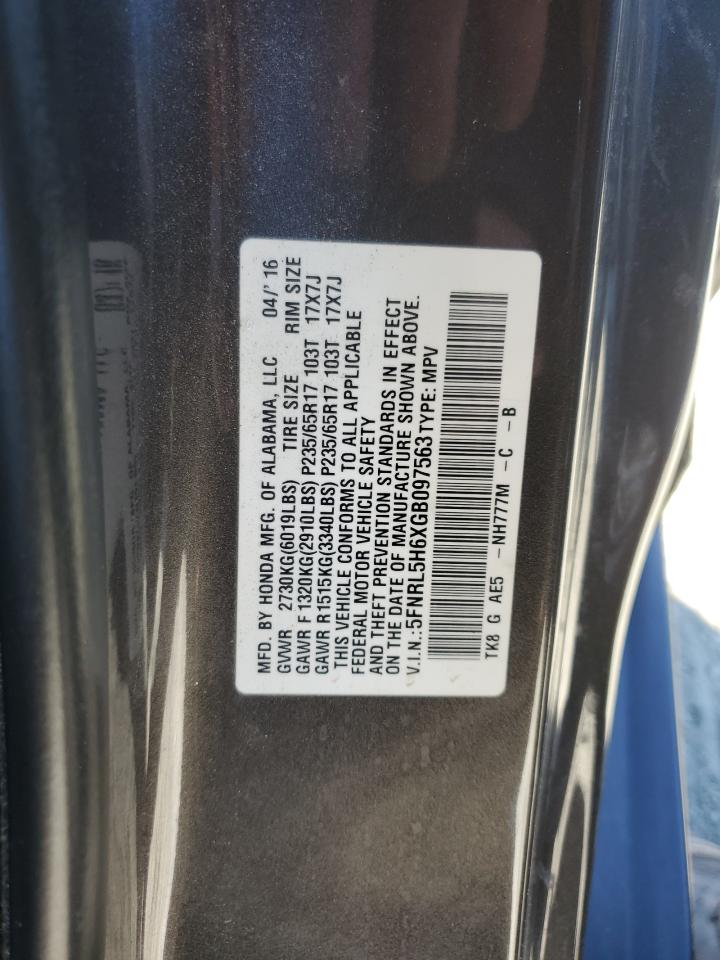 MFD. BY HONDA MFG. OF ALABAMA, LLC 04/'16
GVWR 2730KG(6019LBS) TIRE SIZE RIM SIZE
GAWR F 1320KG(2910LBS) P235/65R17 103T 17X7J
GAWR R1515KG(3340LBS) P235/65R17 103T 17X7J
THIS VEHICLE CONFORMS TO ALL APPLICABLE
FEDERAL MOTOR VEHICLE SAFETY
AND THEFT PREVENTION STANDARDS IN EFFECT
ON THE DATE OF MANUFACTURE SHOWN ABOVE.
V.I.N.:5FNRL5H6XGB097563 TYPE: MPV
TK8 G AE5 -NH777M -C -B